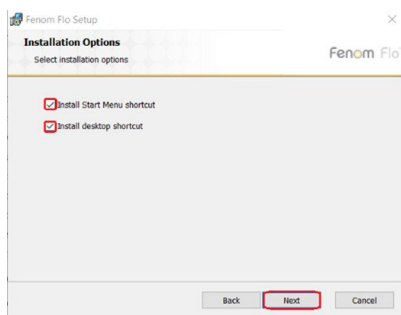 Fenom Flo Setup
Installation Options
Select installation options
Fenom Flo
Install Start Menu shortcut
Install desktop shortcut
Back Next Cancel